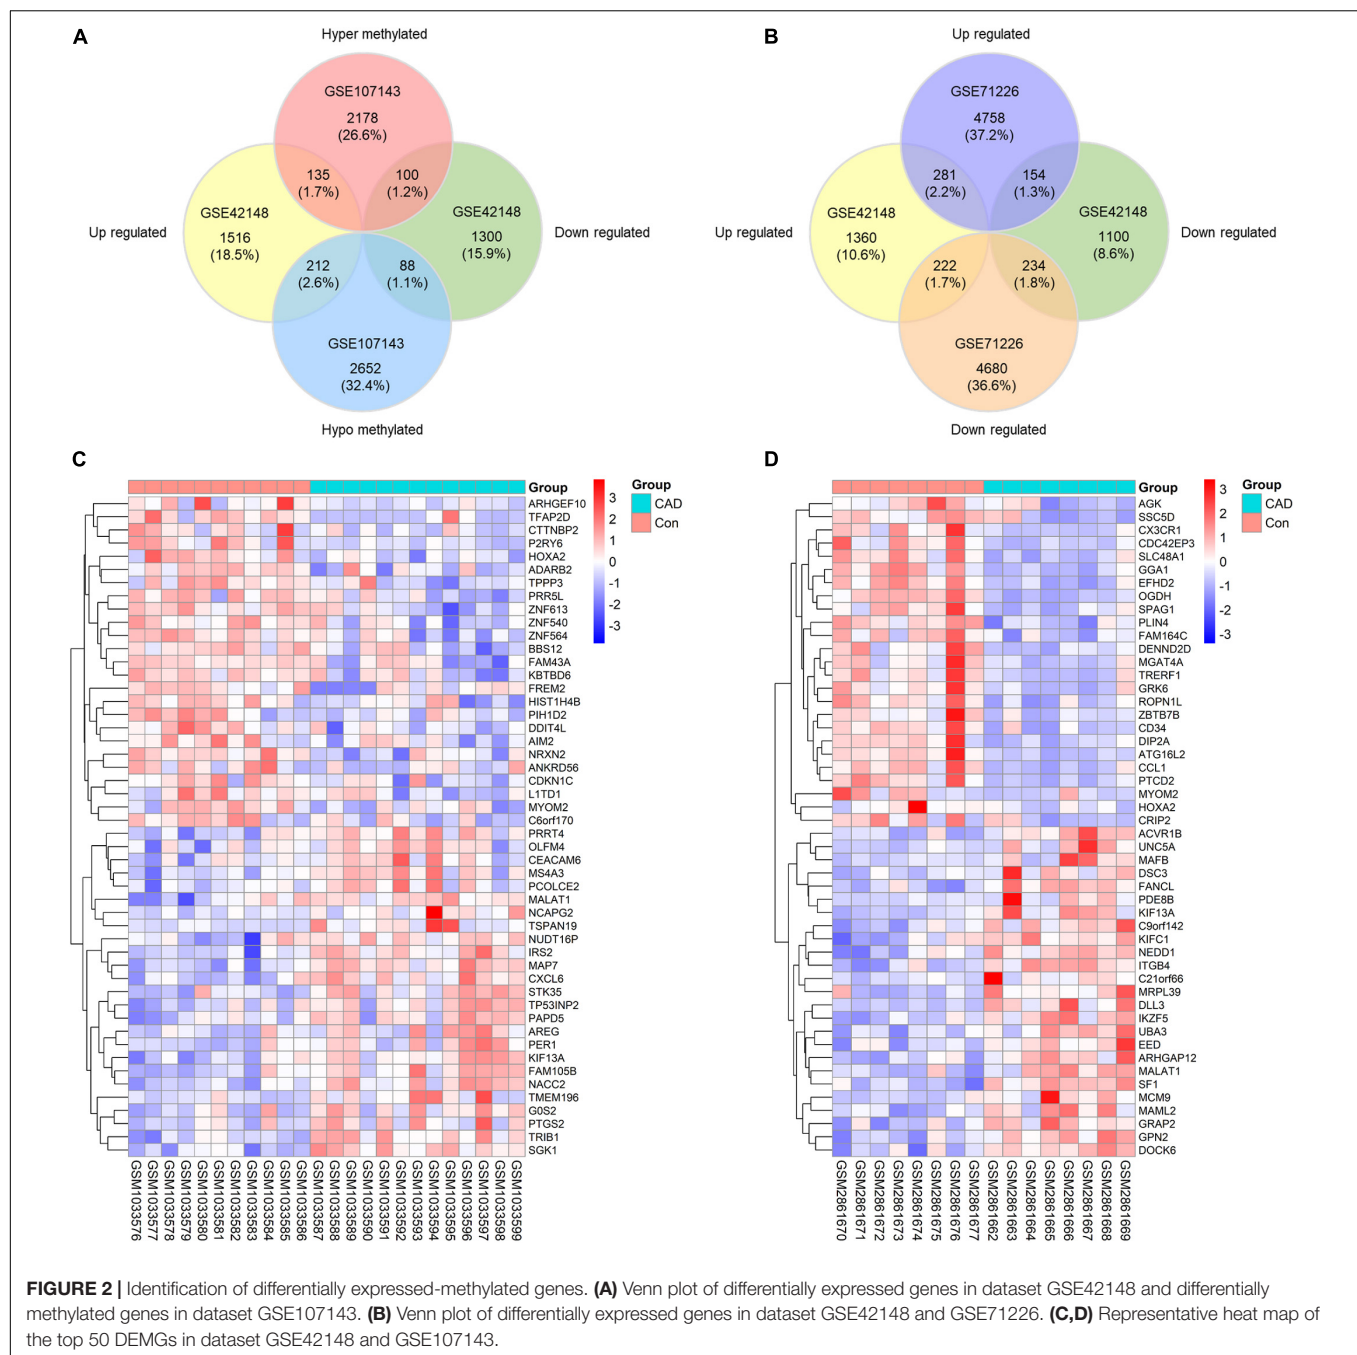 A
Hyper methylated
GSE107143
2178
(26.6%)
135
(1.7%)
100
(1.2%)
GSE42148
1516
(18.5%)
GSE42148
1300
(15.9%)
Up regulated
Down regulated
212
(2.6%)
88
(1.1%)
GSE107143
2652
(32.4%)
Hypo methylated
B
Up regulated
GSE71226
4758
(37.2%)
281
(2.2%)
154
(1.3%)
GSE42148
1360
(10.6%)
GSE42148
1100
(8.6%)
Up regulated
Down regulated
222
(1.7%)
234
(1.8%)
GSE71226
4680
(36.6%)
Down regulated
C
Group
ARHGEF10
TFAP2D
CTTNBP2
P2RY6
HOXA2
ADARB2
TPPP3
PRR5L
ZNF613
ZNF540
ZNF564
BBS12
FAM43A
KBTBD6
FREM2
HIST1H4B
PIH1D2
DDIT4L
AIM2
NRXN2
ANKRD56
CDKN1C
L1TD1
MYOM2
C6orf170
PRRT4
OLFM4
CEACAM6
MS4A3
PCOLCE2
MALAT1
NCAPG2
TSPAN19
NUDT16P
IRS2
MAP7
CXCL6
STK35
TP53INP2
PAPD5
AREG
PER1
KIF13A
FAM105B
NACC2
TMEM196
G0S2
PTGS2
TRIB1
SGK1
3
2
1
0
-1
-2
-3
Group
CAD
Con
GSM1033576
GSM1033577
GSM1033578
GSM1033579
GSM1033580
GSM1033581
GSM1033582
GSM1033583
GSM1033584
GSM1033585
GSM1033586
GSM1033587
GSM1033588
GSM1033589
GSM1033590
GSM1033591
GSM1033592
GSM1033593
GSM1033594
GSM1033595
GSM1033596
GSM1033597
GSM1033598
GSM1033599
D
Group
AGK
SSC5D
CX3CR1
CDC42EP3
SLC48A1
GGA1
EFHD2
OGDH
SPAG1
PLIN4
FAM164C
DENND2D
MGAT4A
TRERF1
GRK6
ROPN1L
ZBTB7B
CD34
DIP2A
ATG16L2
CCL1
PTCD2
MYOM2
HOXA2
CRIP2
ACVR1B
UNC5A
MAFB
DSC3
FANCL
PDE8B
KIF13A
C9orf142
KIFC1
NEDD1
ITGB4
C21orf66
MRPL39
DLL3
IKZF5
UBA3
EED
ARHGAP12
MALAT1
SF1
MCM9
MAML2
GRAP2
GPN2
DOCK6
3
2
1
0
-1
-2
-3
Group
CAD
Con
GSM2861670
GSM2861671
GSM2861672
GSM2861673
GSM2861674
GSM2861675
GSM2861676
GSM2861677
GSM2861662
GSM2861663
GSM2861664
GSM2861665
GSM2861666
GSM2861667
GSM2861668
GSM2861669
FIGURE 2 | Identification of differentially expressed-methylated genes. (A) Venn plot of differentially expressed genes in dataset GSE42148 and differentially
methylated genes in dataset GSE107143. (B) Venn plot of differentially expressed genes in dataset GSE42148 and GSE71226. (C,D) Representative heat map of
the top 50 DEMGs in dataset GSE42148 and GSE107143.